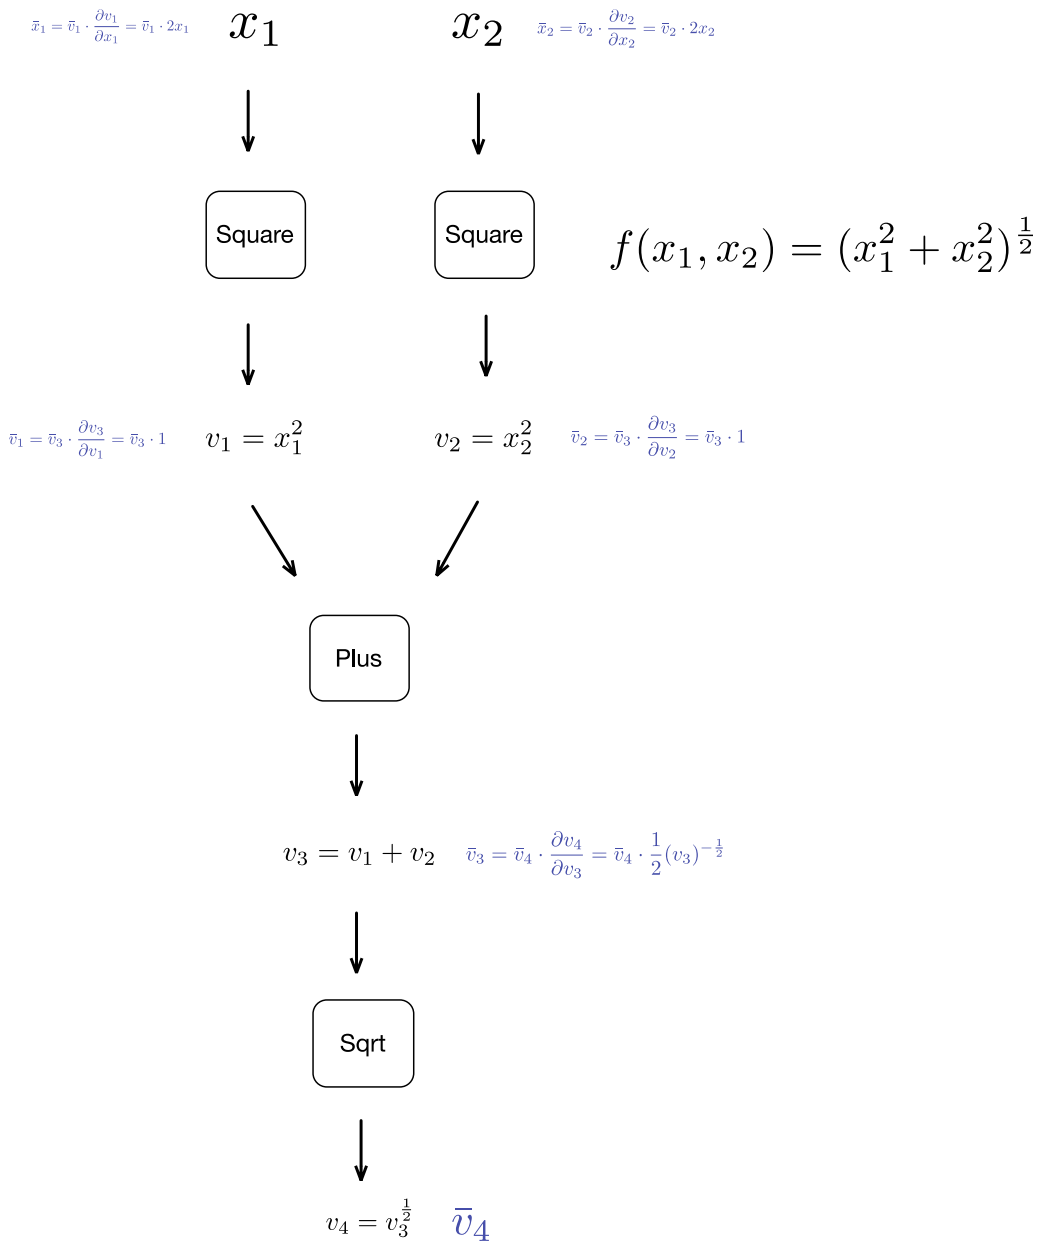 x̄₁ = v̄₁ · ∂v₁/∂x₁ = v̄₁ · 2x₁
x₁
x₂
x̄₂ = v̄₂ · ∂v₂/∂x₂ = v̄₂ · 2x₂
Square
Square
f(x₁, x₂) = (x₁² + x₂²)^{1/2}
v̄₁ = v̄₃ · ∂v₃/∂v₁ = v̄₃ · 1
v₁ = x₁²
v₂ = x₂²
v̄₂ = v̄₃ · ∂v₃/∂v₂ = v̄₃ · 1
Plus
v₃ = v₁ + v₂
v̄₃ = v̄₄ · ∂v₄/∂v₃ = v̄₄ · 1/2 (v₃)^{-1/2}
Sqrt
v₄ = v₃^{1/2}
v̄₄